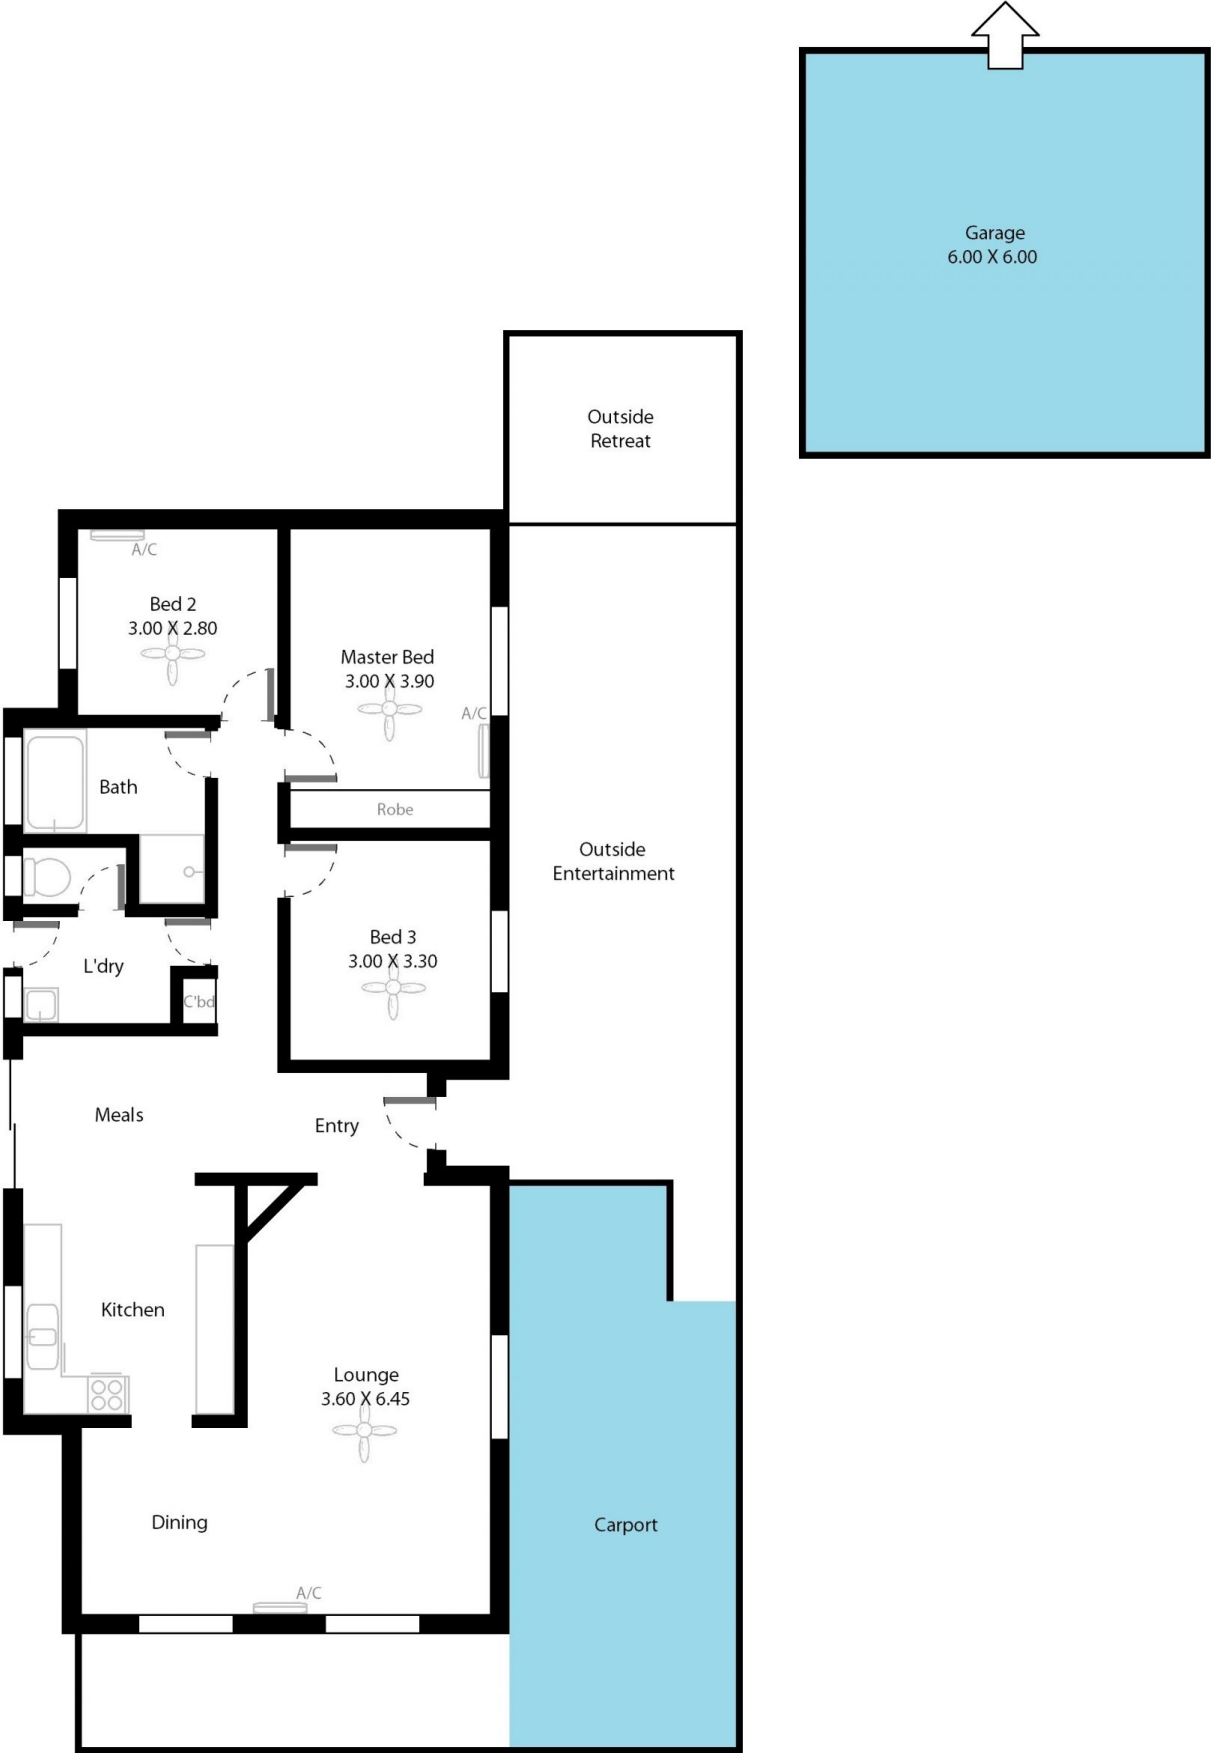 Garage
6.00 X 6.00
Outside
Retreat
A/C
Bed 2
3.00 X 2.80
Master Bed
3.00 X 3.90
A/C
Bath
Robe
Outside
Entertainment
Bed 3
3.00 X 3.30
L'dry
C'bd
Meals
Entry
Kitchen
Lounge
3.60 X 6.45
Dining
Carport
A/C